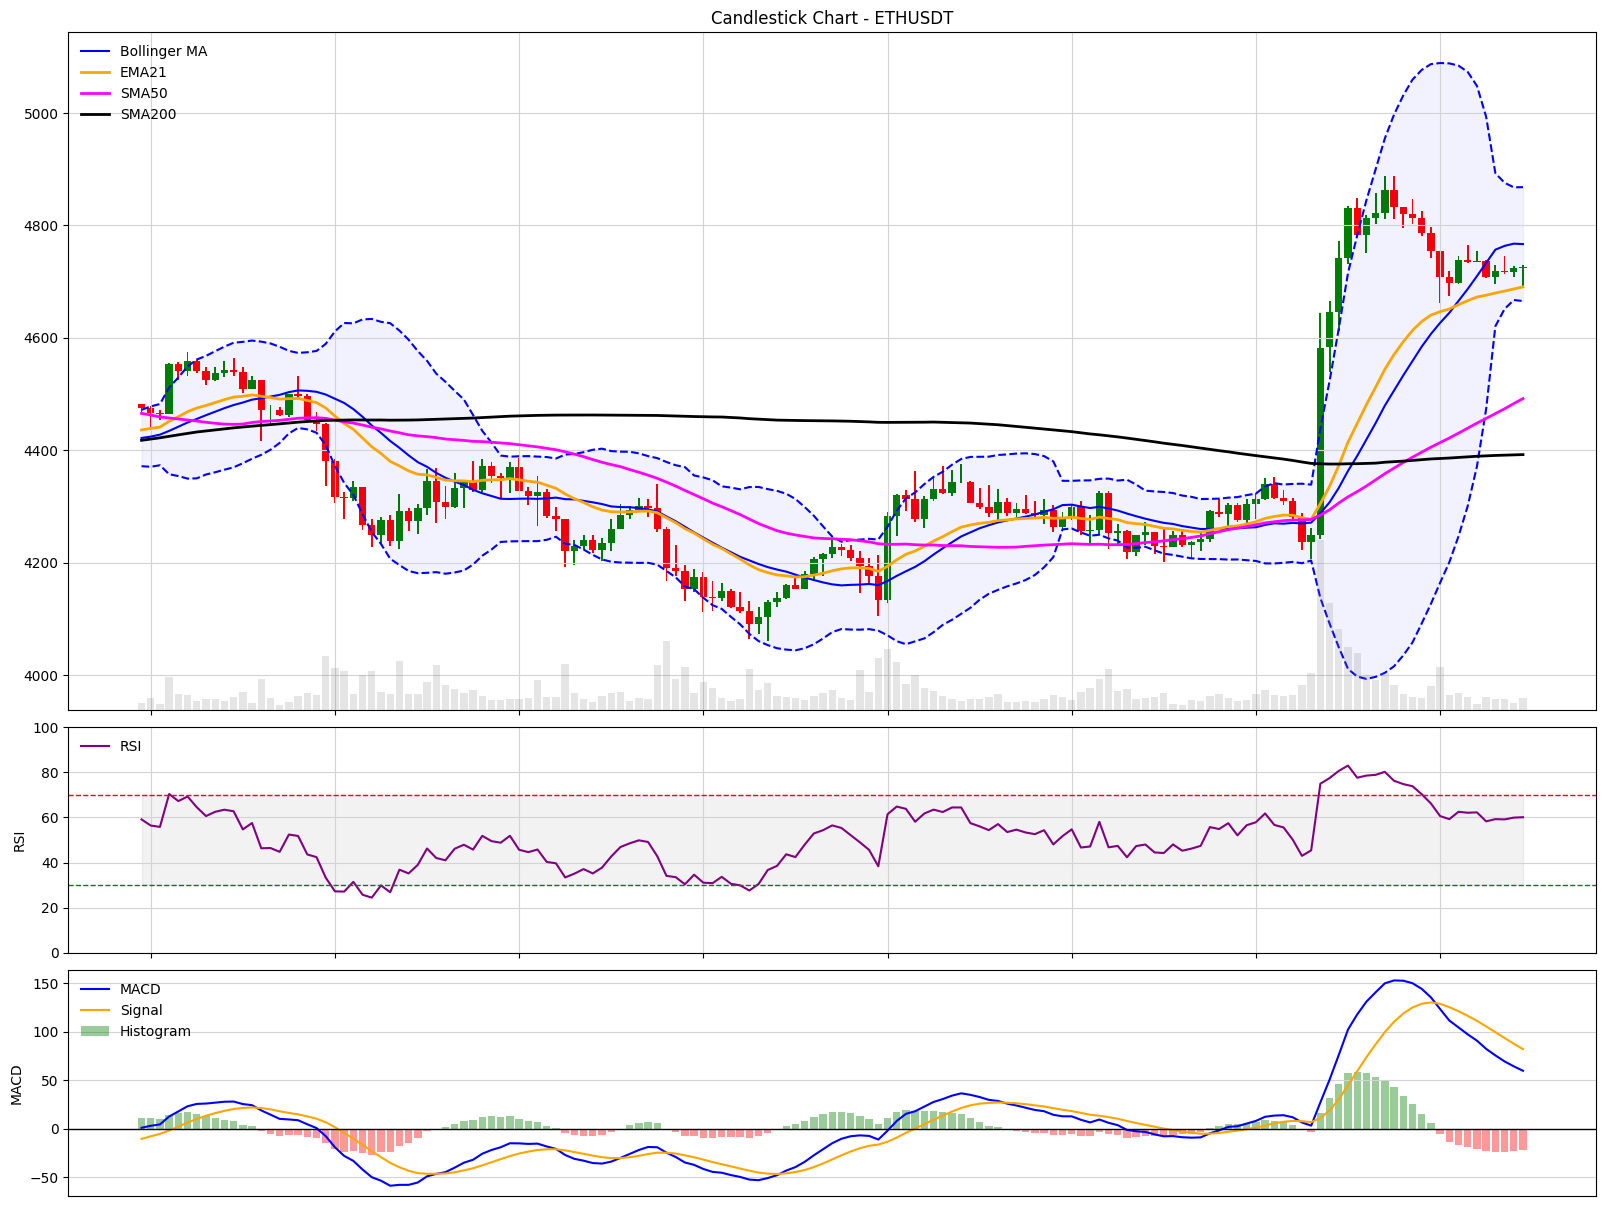 Candlestick Chart - ETHUSDT
Bollinger MA
EMA21
SMA50
SMA200
5000
4800
4600
4400
4200
4000
100
80
60
40
20
0
RSI
RSI
150
100
50
0
−50
MACD
MACD
Signal
Histogram